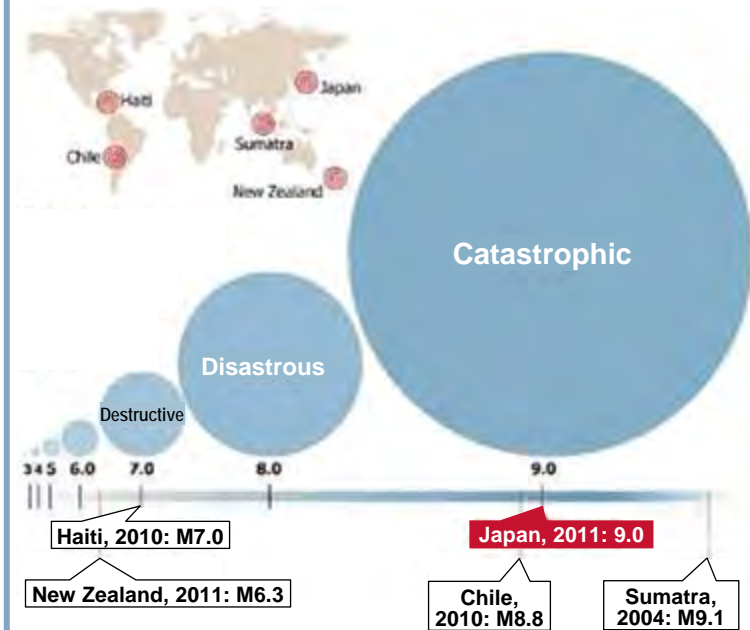 Haiti
Japan
Chile
Sumatra
New Zealand
Catastrophic
Disastrous
Destructive
3 4 5 6.0 7.0 8.0 9.0
Haiti, 2010: M7.0
Japan, 2011: 9.0
New Zealand, 2011: M6.3
Chile,
2010: M8.8
Sumatra,
2004: M9.1